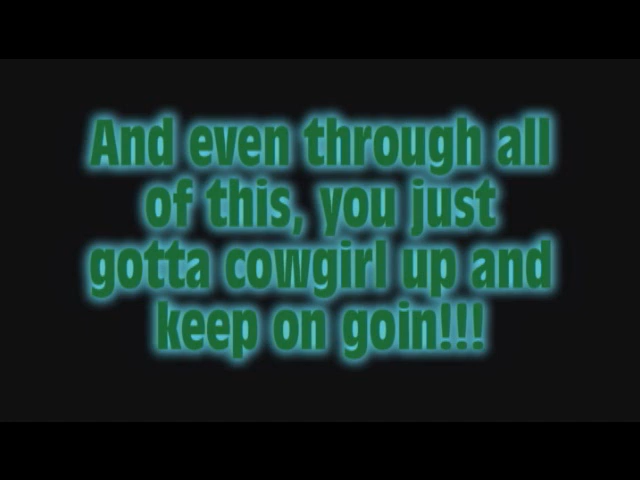 And even through all
of this, you just
gotta cowgirl up and
keep on goin!!!